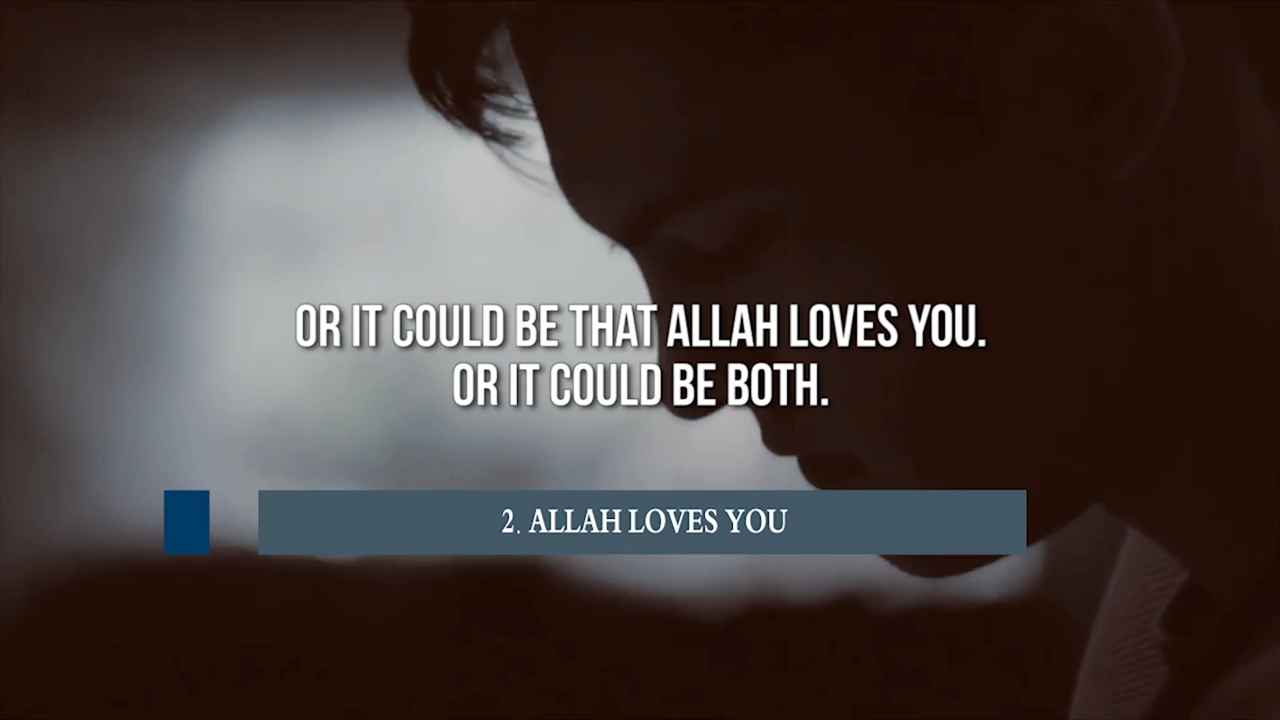 OR IT COULD BE THAT ALLAH LOVES YOU.
OR IT COULD BE BOTH.
2. ALLAH LOVES YOU